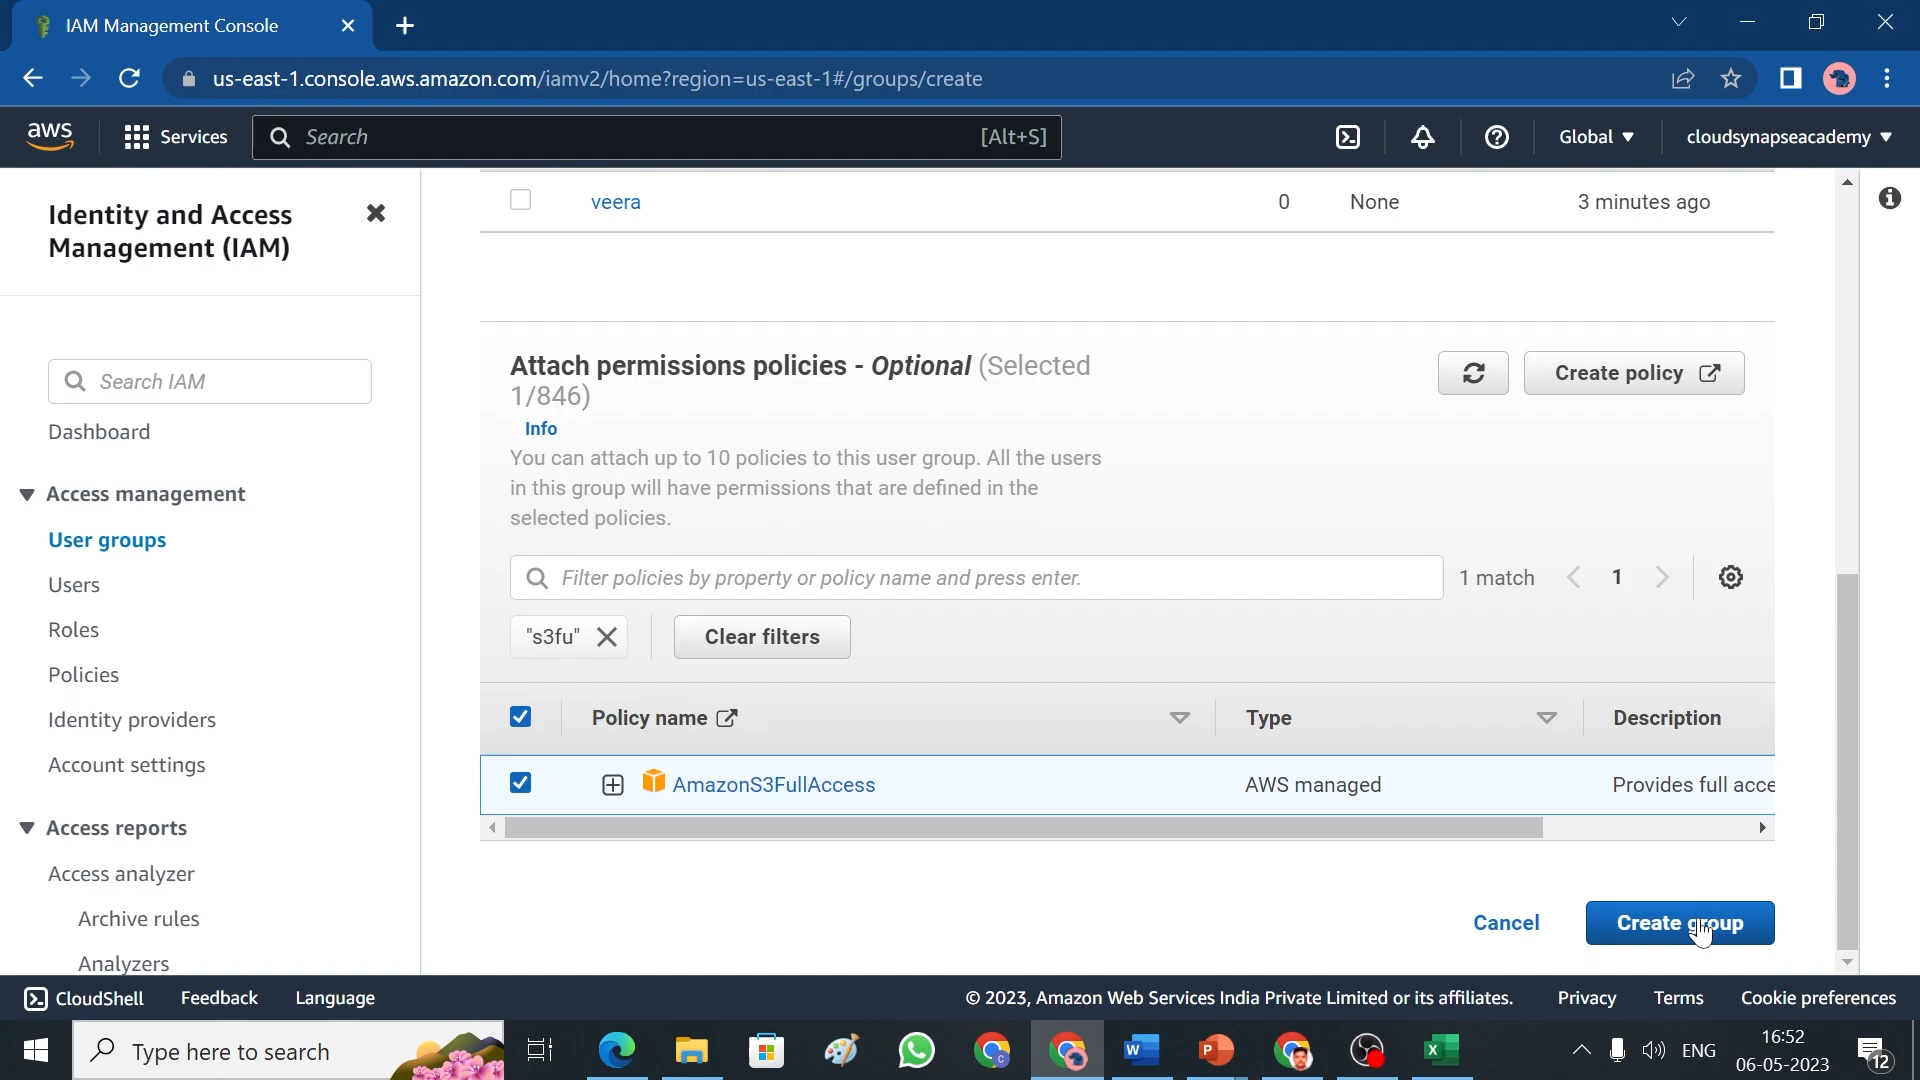 IAM Management Console
us-east-1.console.aws.amazon.com/iamv2/home?region=us-east-1#/groups/create
aws
Services
Search
[Alt+S]
Global
cloudsynapseacademy
Identity and Access
Management (IAM)
Search IAM
Dashboard
Access management
User groups
Users
Roles
Policies
Identity providers
Account settings
Access reports
Access analyzer
Archive rules
Analyzers
veera 0 None 3 minutes ago
Attach permissions policies - Optional (Selected
1/846)
Info
Create policy
You can attach up to 10 policies to this user group. All the users
in this group will have permissions that are defined in the
selected policies.
Filter policies by property or policy name and press enter.
1 match
1
"s3fu"
Clear filters
Policy name Type Description
AmazonS3FullAccess AWS managed Provides full acce
Cancel
Create group
CloudShell Feedback Language © 2023, Amazon Web Services India Private Limited or its affiliates. Privacy Terms Cookie preferences
Type here to search
C
W
P
X
ENG
16:52
06-05-2023
12